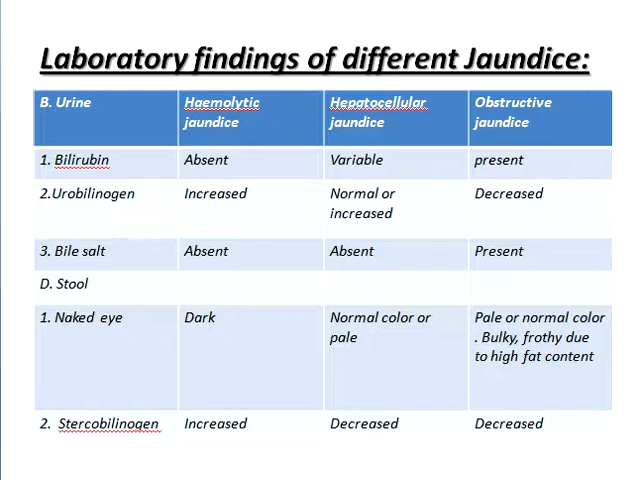 Laboratory findings of different Jaundice:
B. Urine Haemolytic jaundice Hepatocellular jaundice Obstructive jaundice
1. Bilirubin Absent Variable present
2.Urobilinogen Increased Normal or increased Decreased
3. Bile salt Absent Absent Present
D. Stool
1. Naked eye Dark Normal color or pale Pale or normal color . Bulky, frothy due to high fat content
2. Stercobilinogen Increased Decreased Decreased